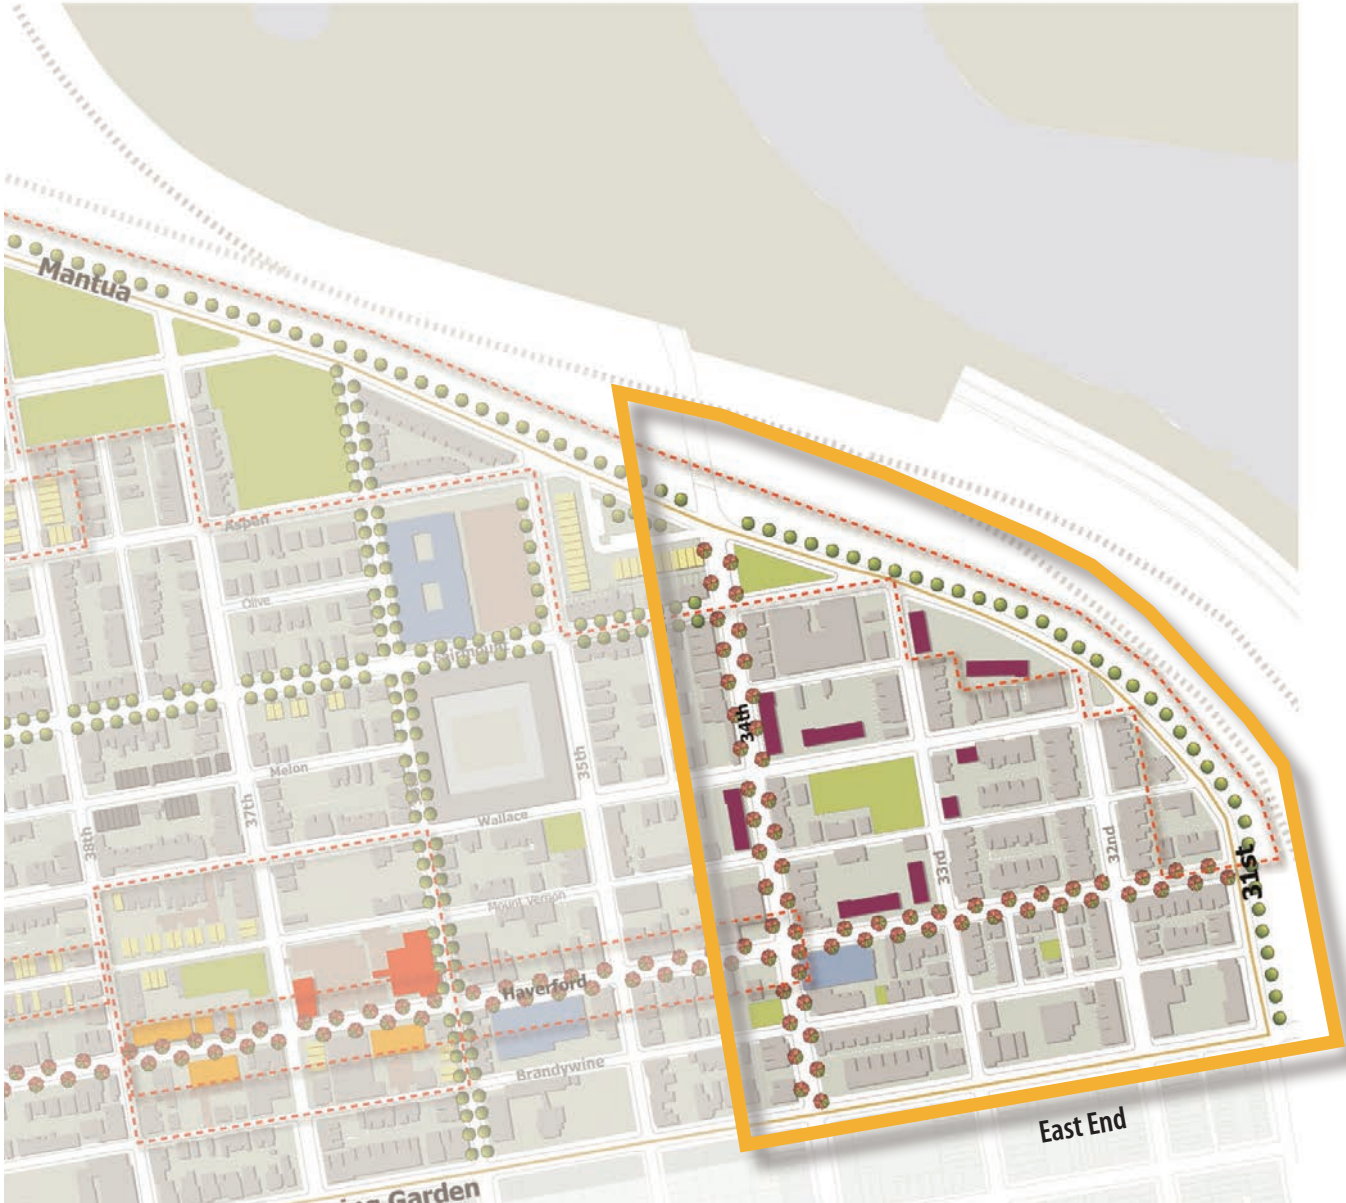 Mantua
Aspen
Olive
Fairmount
34th
35th
Melon
37th
Wallace
38th
33rd
32nd
31st
Mount Vernon
Haverford
Brandywine
East End
Garden